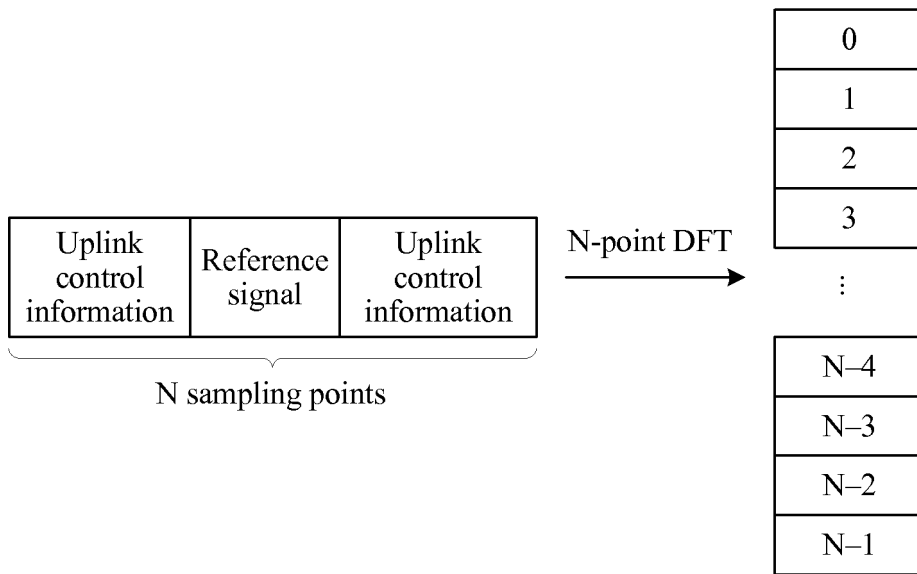 Uplink
control
information
Reference
signal
Uplink
control
information
N sampling points
N-point DFT
0
1
2
3
⋮
N–4
N–3
N–2
N–1